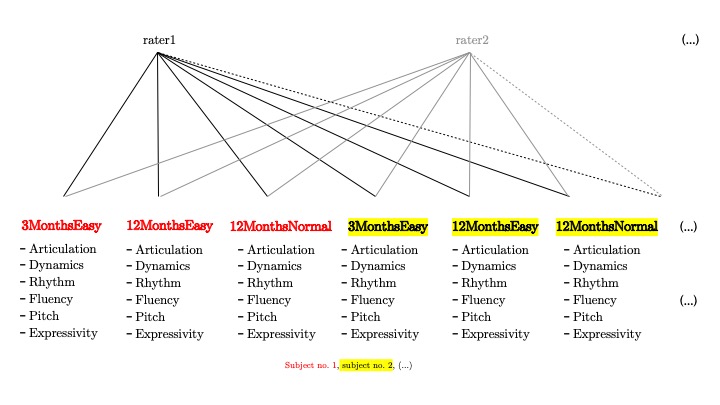 rater1 rater2 (...)
3MonthsEasy 12MonthsEasy 12MonthsNormal 3MonthsEasy 12MonthsEasy 12MonthsNormal (...)
- Articulation - Articulation - Articulation - Articulation - Articulation - Articulation
- Dynamics - Dynamics - Dynamics - Dynamics - Dynamics - Dynamics
- Rhythm - Rhythm - Rhythm - Rhythm - Rhythm - Rhythm
- Fluency - Fluency - Fluency - Fluency - Fluency - Fluency (...)
- Pitch - Pitch - Pitch - Pitch - Pitch - Pitch
- Expressivity - Expressivity - Expressivity - Expressivity - Expressivity - Expressivity
Subject no. 1, subject no. 2, (...)